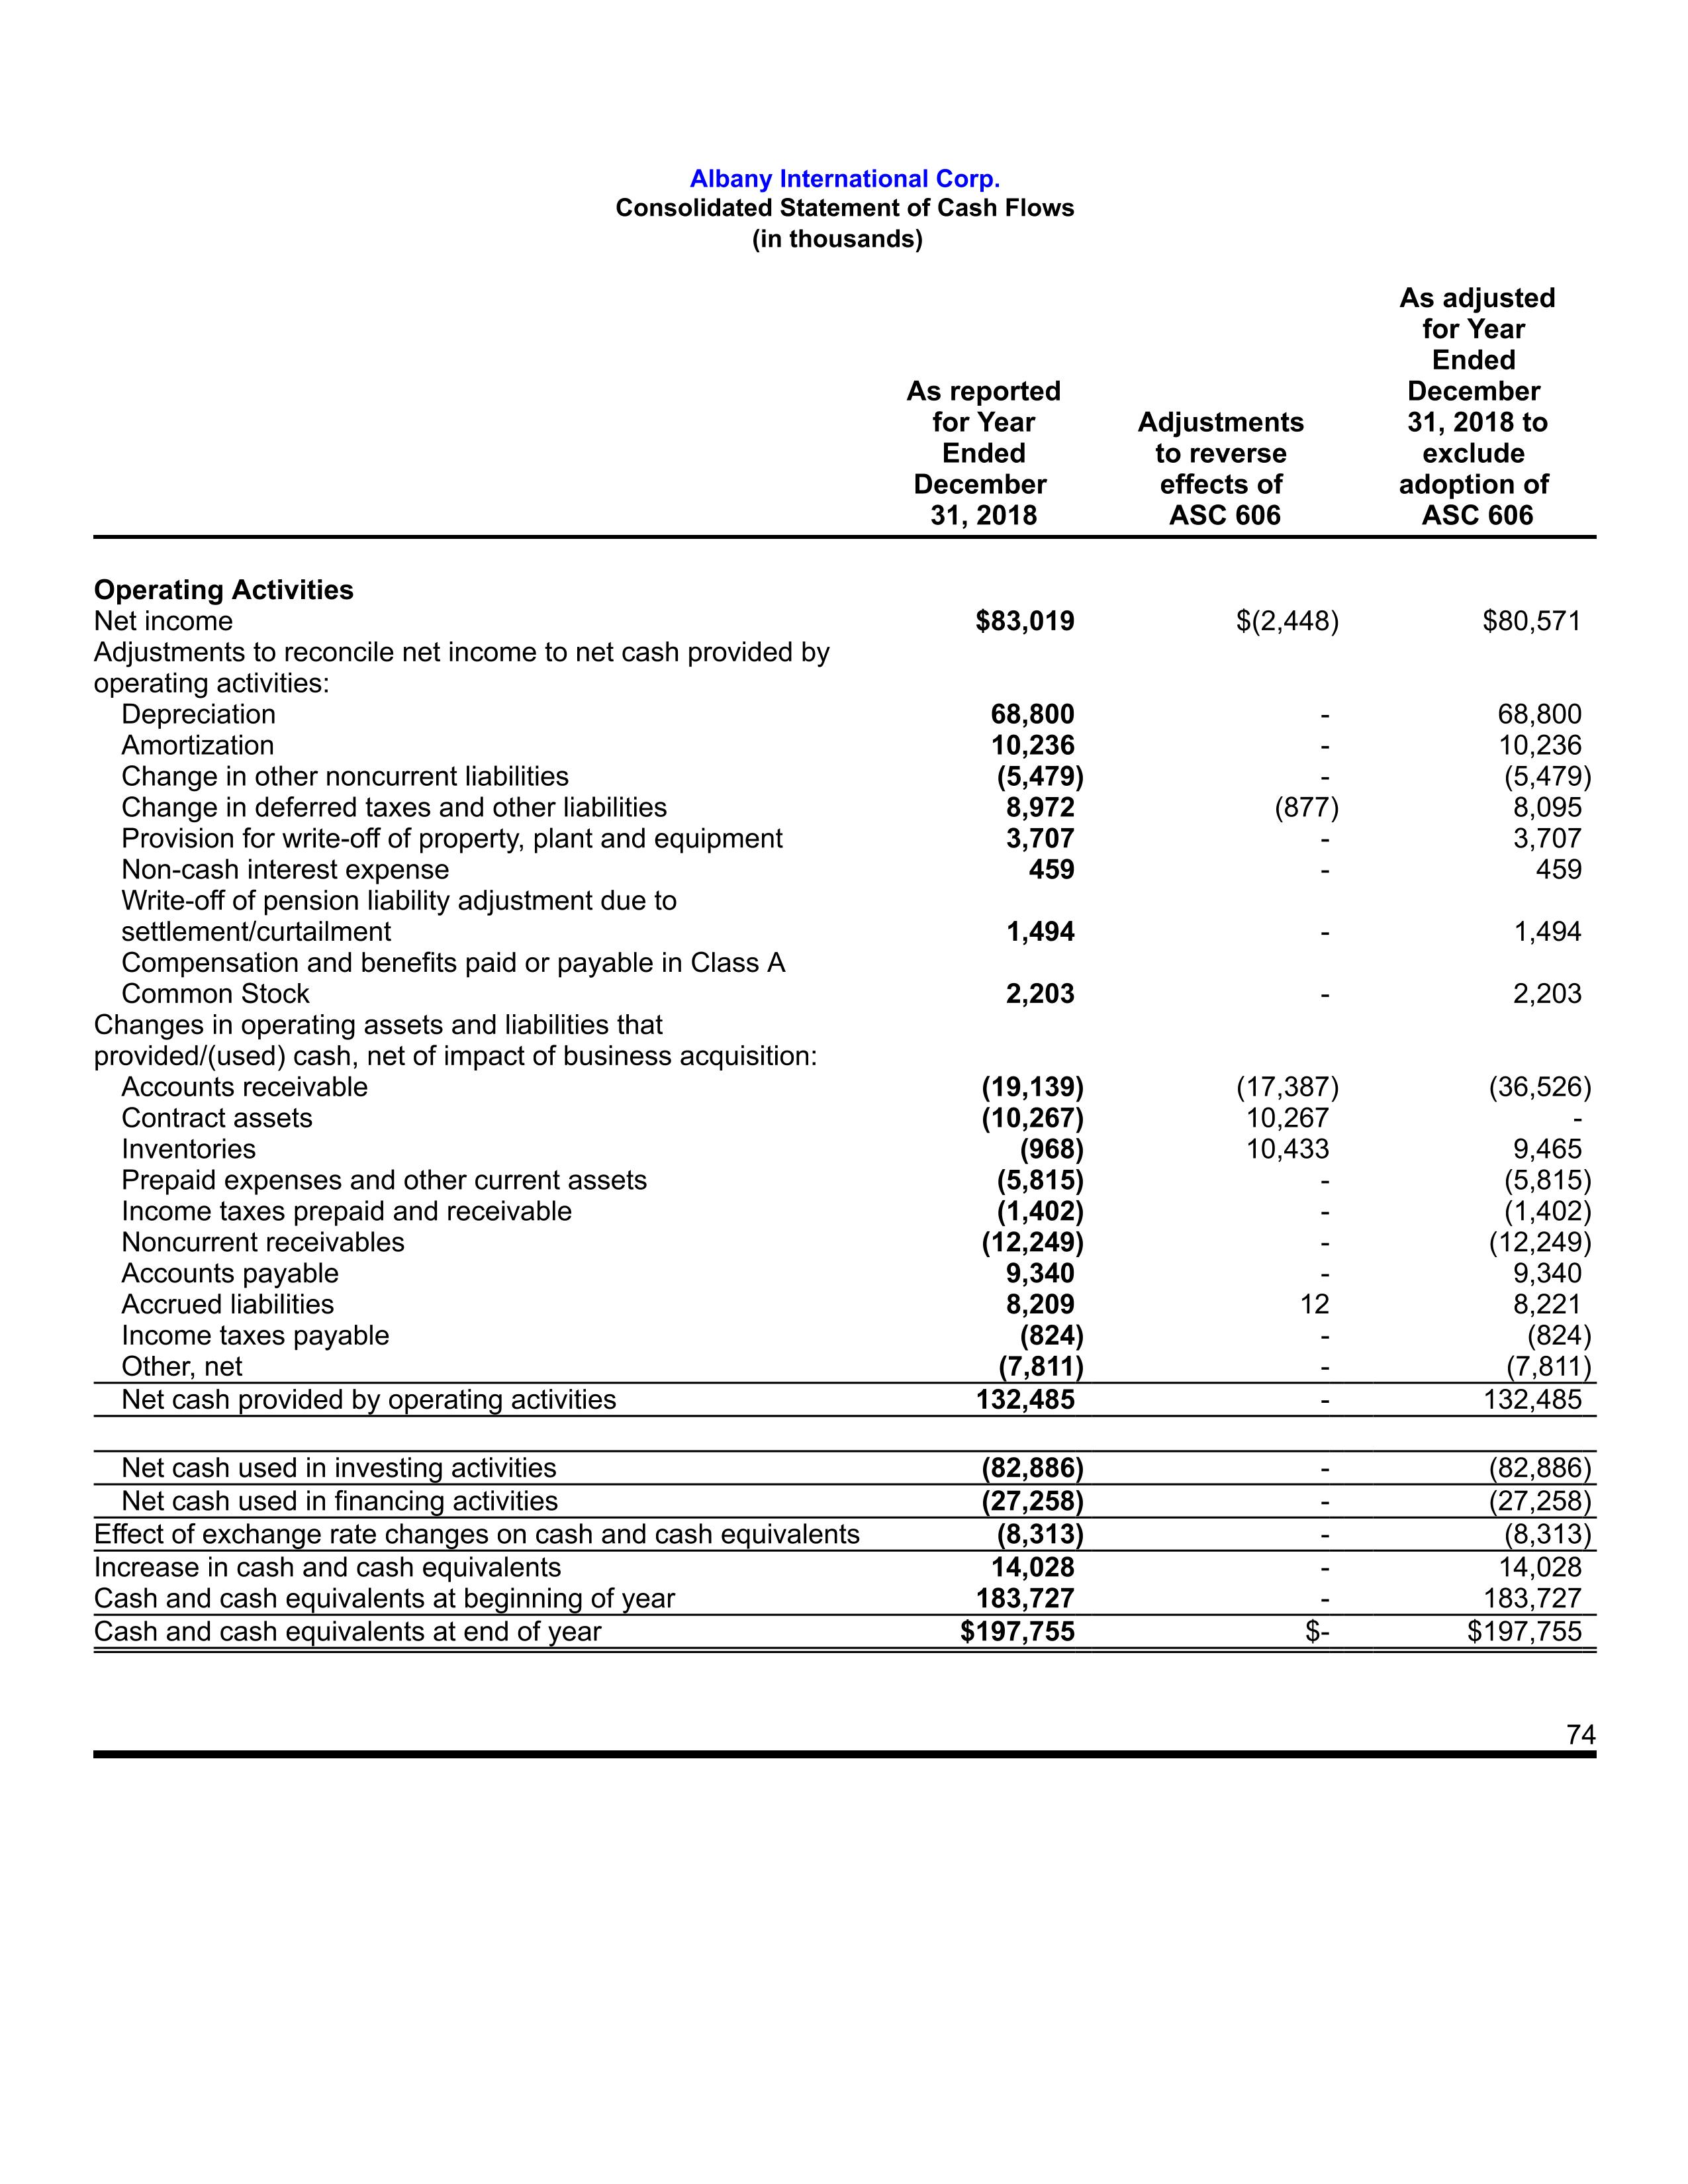 Albany International Corp.
Consolidated Statement of Cash Flows
(in thousands)
As reported for Year Ended December 31, 2018 Adjustments to reverse effects of ASC 606 As adjusted for Year Ended December 31, 2018 to exclude adoption of ASC 606
Operating Activities
Net income $83,019 $(2,448) $80,571
Adjustments to reconcile net income to net cash provided by
operating activities:
Depreciation 68,800 - 68,800
Amortization 10,236 - 10,236
Change in other noncurrent liabilities (5,479) - (5,479)
Change in deferred taxes and other liabilities 8,972 (877) 8,095
Provision for write-off of property, plant and equipment 3,707 - 3,707
Non-cash interest expense 459 - 459
Write-off of pension liability adjustment due to
settlement/curtailment 1,494 - 1,494
Compensation and benefits paid or payable in Class A
Common Stock 2,203 - 2,203
Changes in operating assets and liabilities that
provided/(used) cash, net of impact of business acquisition:
Accounts receivable (19,139) (17,387) (36,526)
Contract assets (10,267) 10,267 -
Inventories (968) 10,433 9,465
Prepaid expenses and other current assets (5,815) - (5,815)
Income taxes prepaid and receivable (1,402) - (1,402)
Noncurrent receivables (12,249) - (12,249)
Accounts payable 9,340 - 9,340
Accrued liabilities 8,209 12 8,221
Income taxes payable (824) - (824)
Other, net (7,811) - (7,811)
Net cash provided by operating activities 132,485 - 132,485
Net cash used in investing activities (82,886) - (82,886)
Net cash used in financing activities (27,258) - (27,258)
Effect of exchange rate changes on cash and cash equivalents (8,313) - (8,313)
Increase in cash and cash equivalents 14,028 - 14,028
Cash and cash equivalents at beginning of year 183,727 - 183,727
Cash and cash equivalents at end of year $197,755 $- $197,755
74